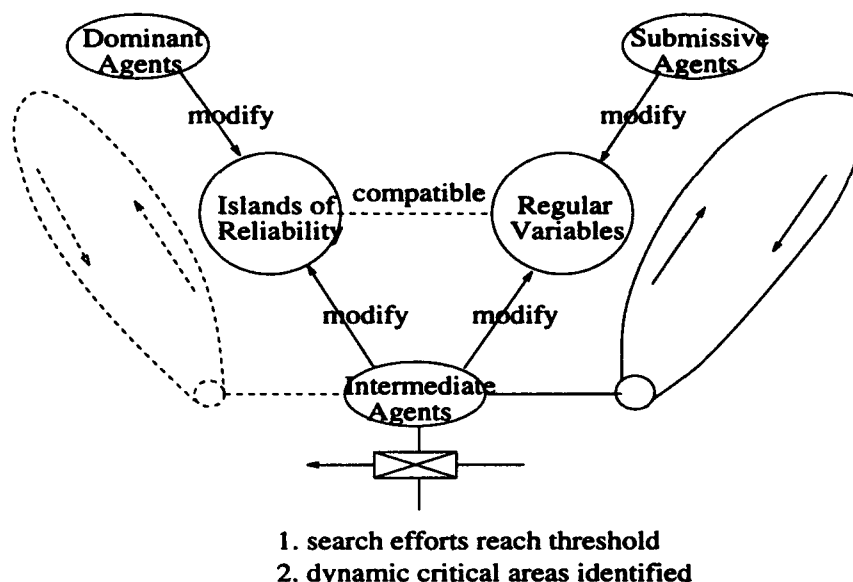 Dominant
Agents
Submissive
Agents
modify
modify
Islands of
Reliability
compatible
Regular
Variables
modify
modify
Intermediate
Agents
1. search efforts reach threshold
2. dynamic critical areas identified